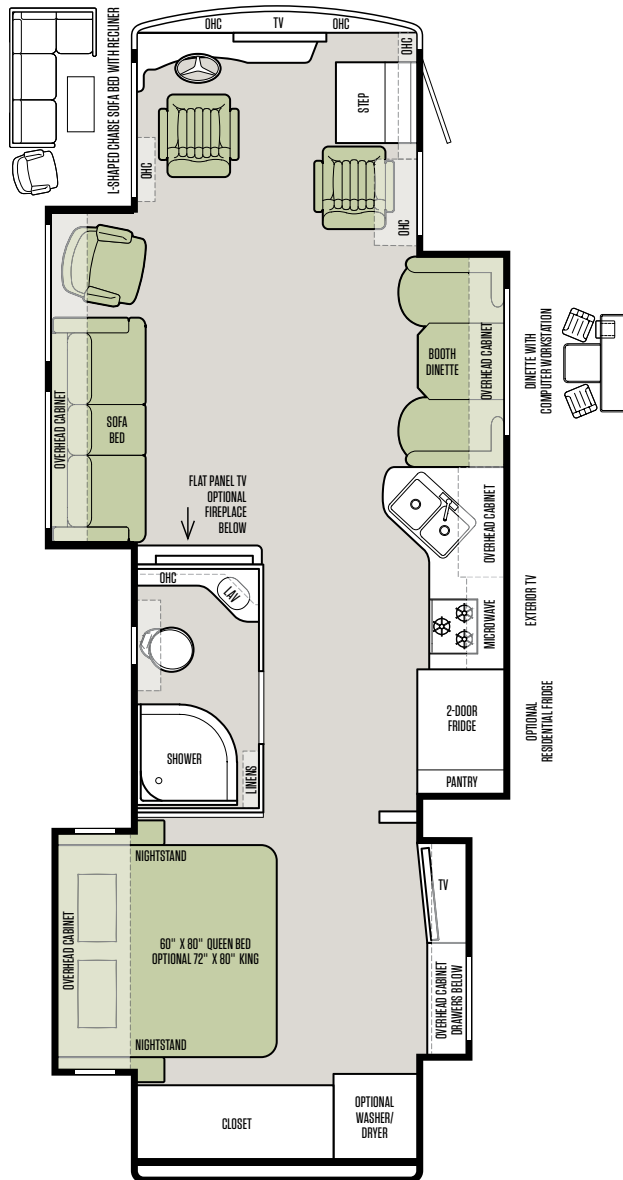 OHC
TV
OHC
OHC
L-SHAPED CHAISE SOFA BED WITH RECLINER
STEP
OHC
OHC
OVERHEAD CABINET
SOFA
BED
BOOTH
DINETTE
OVERHEAD CABINET
DINETTE WITH
COMPUTER WORKSTATION
FLAT PANEL TV
OPTIONAL
FIREPLACE
BELOW
OHC
LAV
OVERHEAD CABINET
MICROWAVE
EXTERIOR TV
SHOWER
LINENS
2-DOOR
FRIDGE
PANTRY
OPTIONAL
RESIDENTIAL FRIDGE
NIGHTSTAND
OVERHEAD CABINET
60" X 80" QUEEN BED
OPTIONAL 72" X 80" KING
NIGHTSTAND
TV
OVERHEAD CABINET
DRAWERS BELOW
CLOSET
OPTIONAL
WASHER/
DRYER